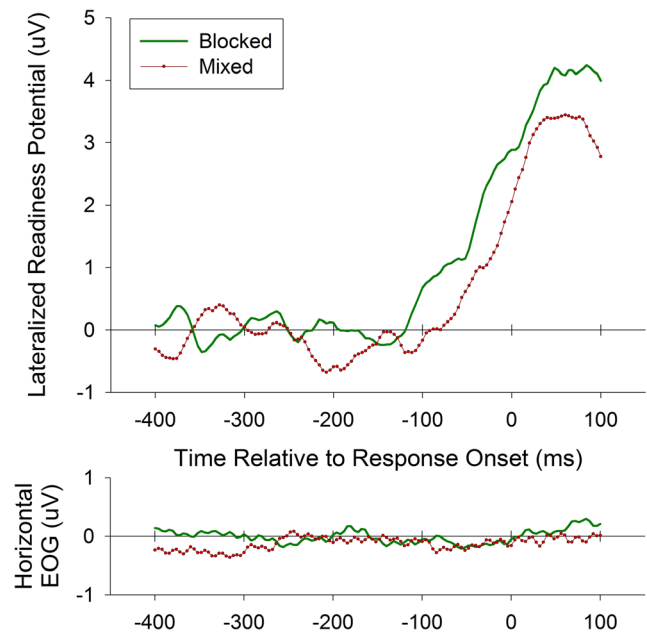 Lateralized Readiness Potential (uV)
5
4
3
2
1
0
-1
Blocked
Mixed
-400 -300 -200 -100 0 100
Time Relative to Response Onset (ms)
Horizontal
EOG (uV)
1
0
-1
-400 -300 -200 -100 0 100